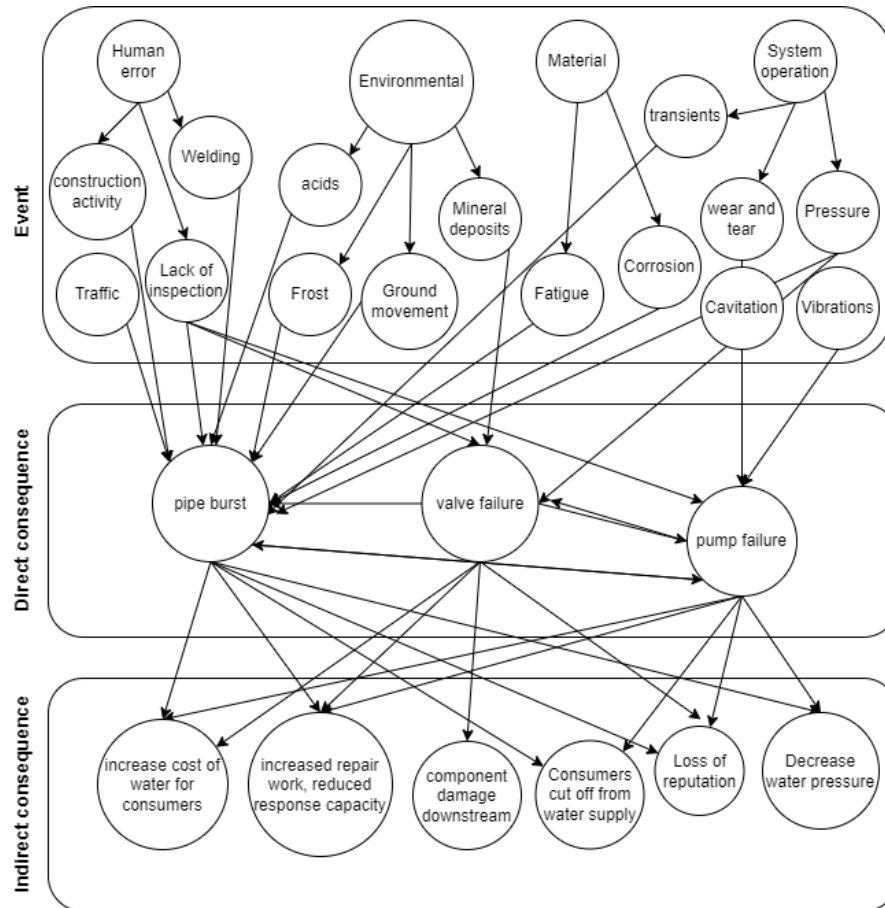 Event
Human
error
Environmental
Material
System
operation
transients
construction
activity
Welding
acids
Mineral
deposits
wear and
tear
Pressure
Traffic
Lack of
inspection
Frost
Ground
movement
Fatigue
Corrosion
Cavitation
Vibrations
Direct consequence
pipe burst
valve failure
pump failure
Indirect consequence
increase cost of
water for
consumers
increased repair
work, reduced
response capacity
component
damage
downstream
Consumers
cut off from
water supply
Loss of
reputation
Decrease
water pressure